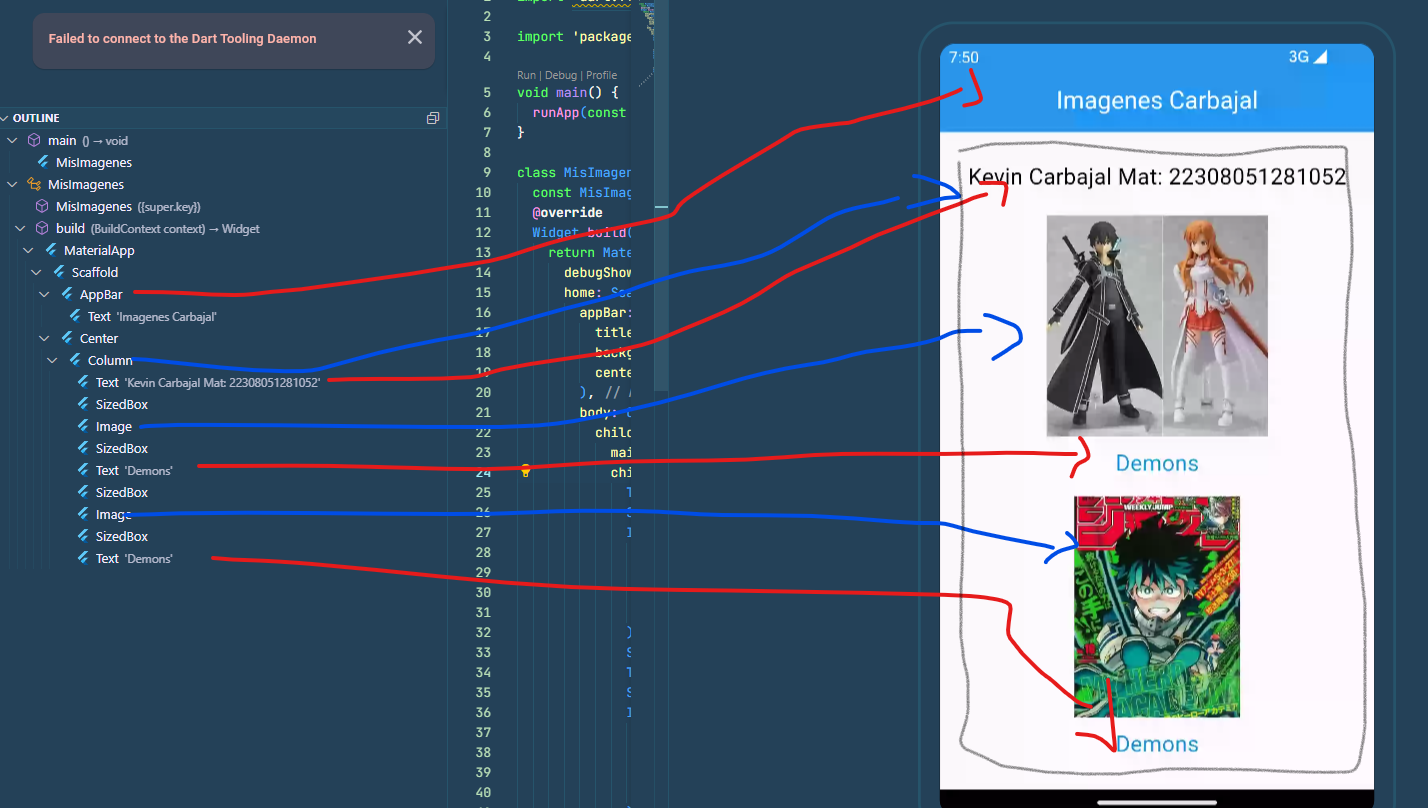 Failed to connect to the Dart Tooling Daemon
OUTLINE
main () → void
MisImagenes
MisImagenes
MisImagenes ({super.key})
build (BuildContext context) → Widget
MaterialApp
Scaffold
AppBar
Text 'Imagenes Carbajal'
Center
Column
Text 'Kevin Carbajal Mat: 22308051281052'
SizedBox
Image
SizedBox
Text 'Demons'
SizedBox
Image
SizedBox
Text 'Demons'
2
3 import 'package
4
Run | Debug | Profile
5 void main() {
6 runApp(const
7 }
8
9 class MisImagen
10 const MisImag
11 @override
12 Widget build(
13 return Mate
14 debugShow
15 home: Sca
16 appBar:
17 title
18 backg
19 cente
20 ), //
21 body:
22 child
23 mai
24 chi
25 T
26
27 I
28
29
30
31
32 )
33 S
34 T
35 S
36 I
37
38
39
40
7:50 3G
Imagenes Carbajal
Kevin Carbajal Mat: 22308051281052
Demons
WEEKLY JUMP
Demons